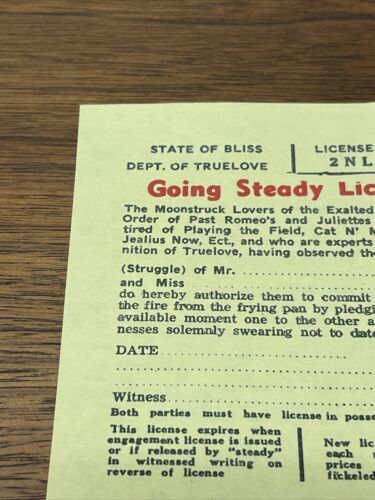 STATE OF BLISS
DEPT. OF TRUELOVE
LICENSE
2 N L
Going Steady Lic
The Moonstruck Lovers of the Exalted
Order of Past Romeo's and Juliettes
tired of Playing the Field, Cat N' M
Jealius Now, Ect., and who are experts
nition of Truelove, having observed the
(Struggle) of Mr.
and Miss
do hereby authorize them to commit
the fire from the frying pan by pledgi
available moment one to the other a
nesses solemnly swearing not to date
DATE
Witness
Both parties must have license in posse
This license expires when
engagement license is issued
or if released by "steady"
in witnessed writing on
reverse of license
New lic
each
prices
fickeled